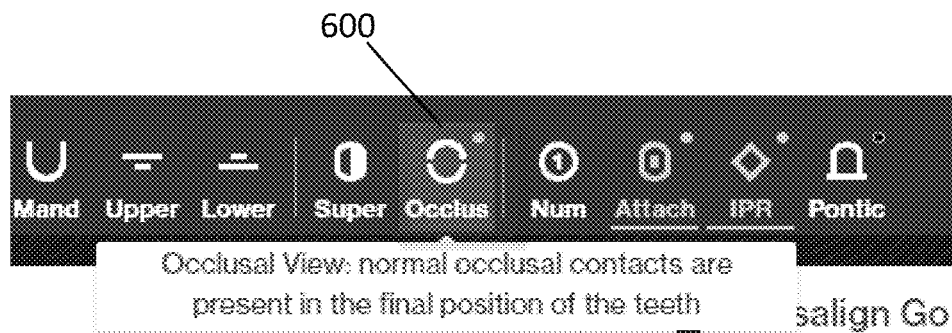 600
Mand Upper Lower Super Occlus Num Attach IPR Pontic
Occlusal View: normal occlusal contacts are
present in the final position of the teeth
salign Go